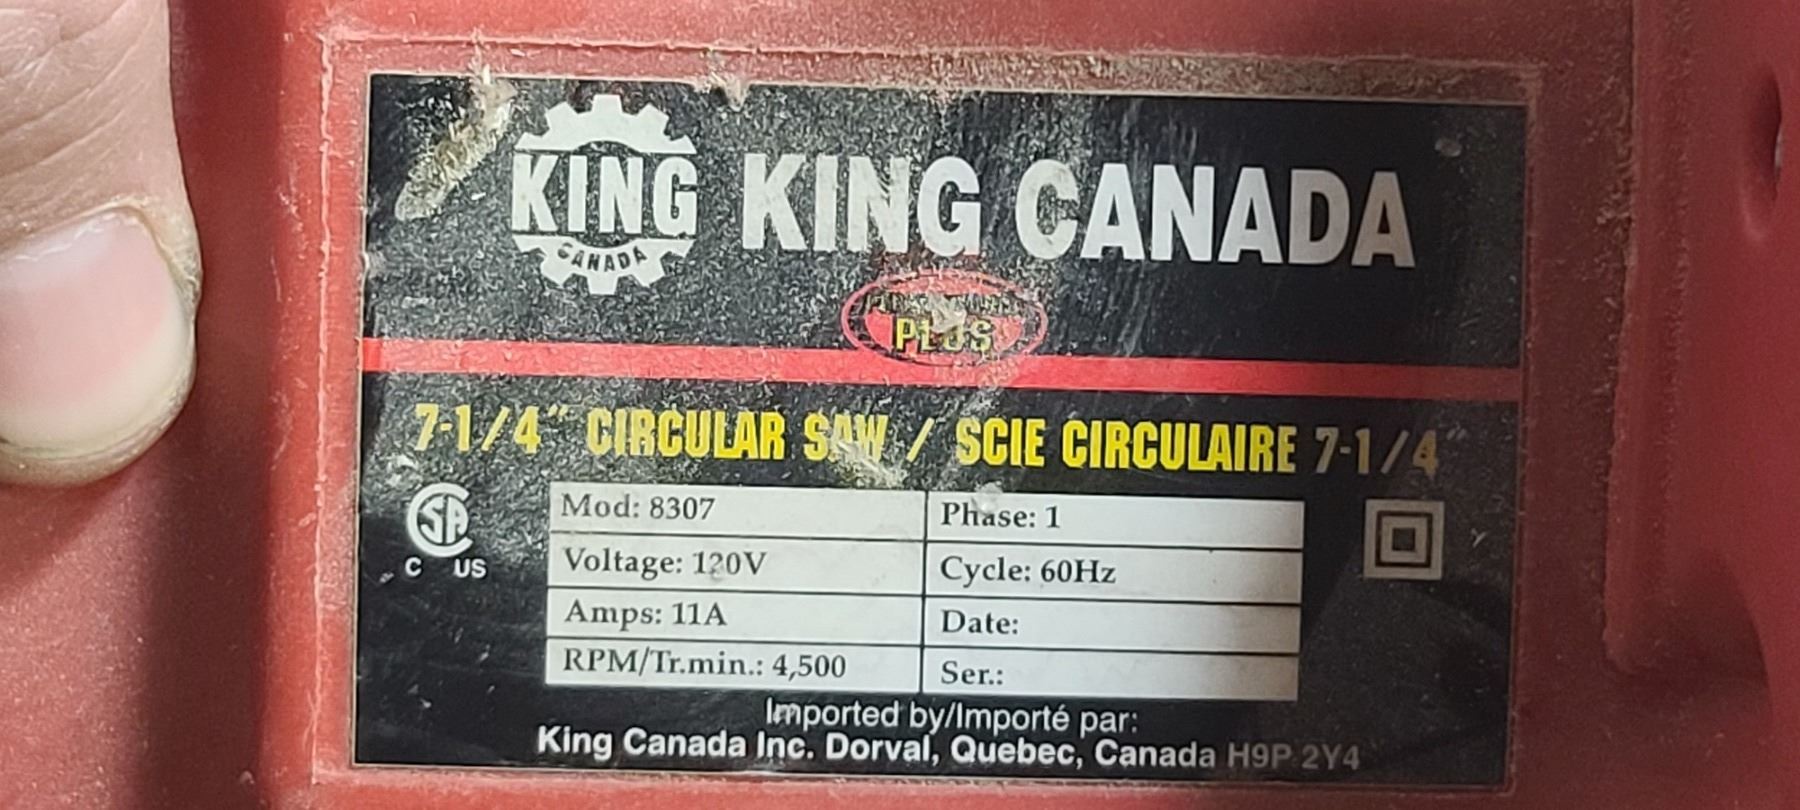 KING
CANADA
KING CANADA
PLUS
7-1/4" CIRCULAR SAW / SCIE CIRCULAIRE 7-1/4"
Mod: 8307
Phase: 1
Voltage: 120V
Cycle: 60Hz
Amps: 11A
Date:
RPM/Tr.min.: 4,500
Ser.:
SA
C US
Imported by/Importé par:
King Canada Inc. Dorval, Quebec, Canada H9P 2Y4